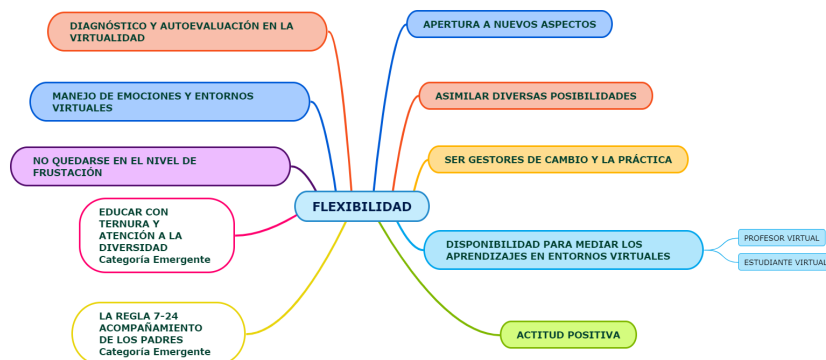 DIAGNÓSTICO Y AUTOEVALUACIÓN EN LA
VIRTUALIDAD
MANEJO DE EMOCIONES Y ENTORNOS
VIRTUALES
NO QUEDARSE EN EL NIVEL DE
FRUSTACIÓN
EDUCAR CON
TERNURA Y
ATENCIÓN A LA
DIVERSIDAD
Categoría Emergente
LA REGLA 7-24
ACOMPAÑAMIENTO
DE LOS PADRES
Categoría Emergente
FLEXIBILIDAD
APERTURA A NUEVOS ASPECTOS
ASIMILAR DIVERSAS POSIBILIDADES
SER GESTORES DE CAMBIO Y LA PRÁCTICA
DISPONIBILIDAD PARA MEDIAR LOS
APRENDIZAJES EN ENTORNOS VIRTUALES
PROFESOR VIRTUAL
ESTUDIANTE VIRTUAL
ACTITUD POSITIVA